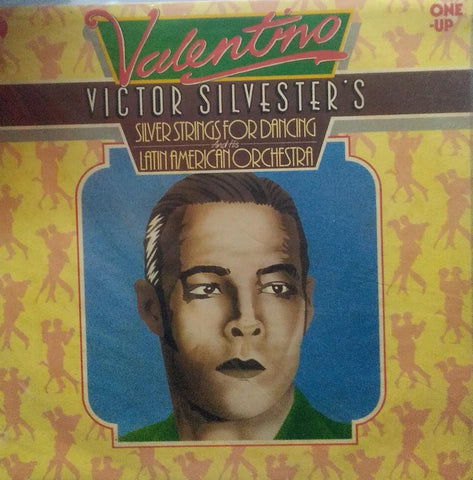 Valentino
ONE
-UP
VICTOR SILVESTER'S
SILVER STRINGS FOR DANCING
And His
LATIN AMERICAN ORCHESTRA